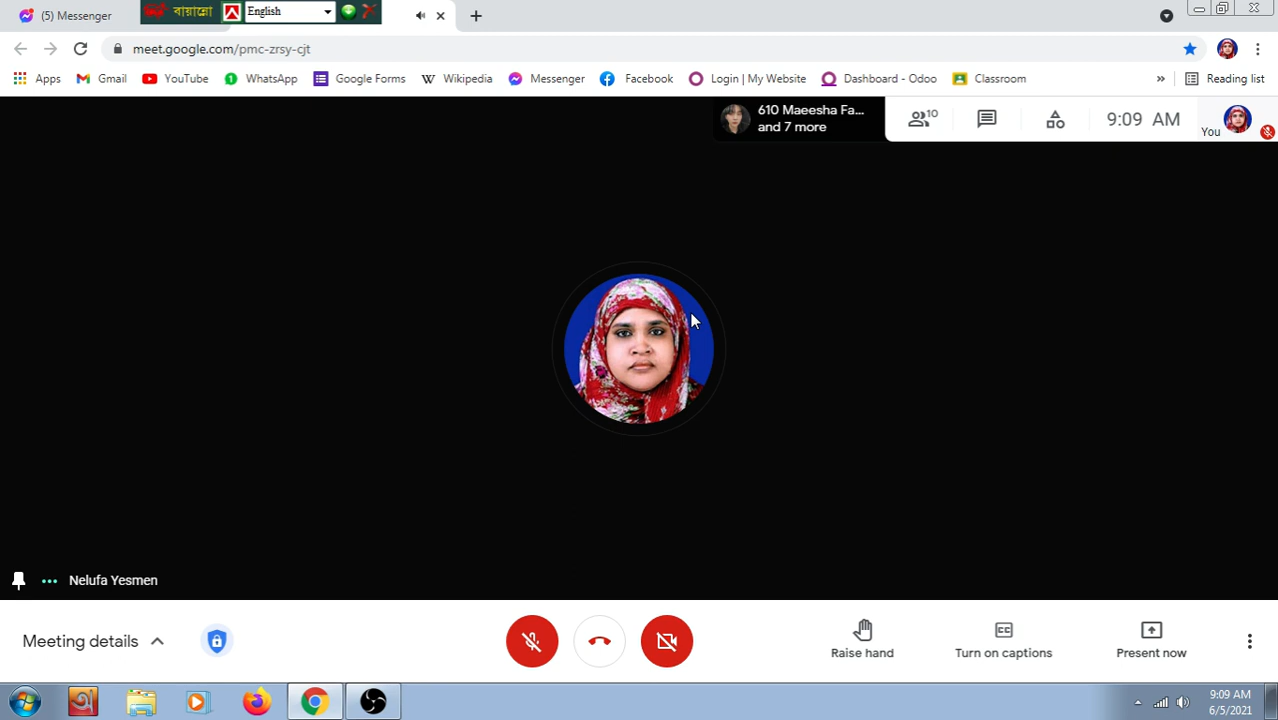 (5) Messenger
বায়ান্নো
English
meet.google.com/pmc-zrsy-cjt
Apps
Gmail
YouTube
WhatsApp
Google Forms
Wikipedia
Messenger
Facebook
Login | My Website
Dashboard - Odoo
Classroom
»
Reading list
610 Maeesha Fa...
and 7 more
10
9:09 AM
You
Nelufa Yesmen
Meeting details
Raise hand
Turn on captions
Present now
9:09 AM
6/5/2021